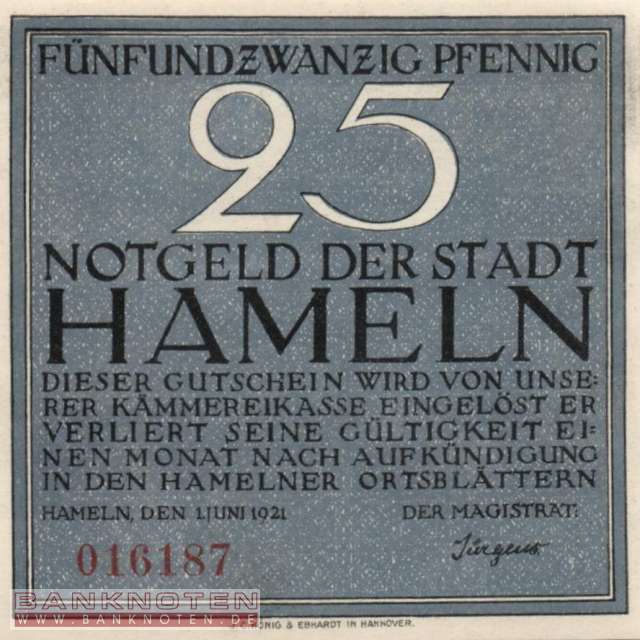 FÜNFUNDZWANZIG PFENNIG
25
NOTGELD DER STADT
HAMELN
DIESER GUTSCHEIN WIRD VON UNSE=
RER KÄMMEREIKASSE EINGELÖST ER
VERLIERT SEINE GÜLTIGKEIT EI=
NEN MONAT NACH AUFKÜNDIGUNG
IN DEN HAMELNER ORTSBLÄTTERN
HAMELN, DEN 1.JUNI 1921 DER MAGISTRAT:
016187 Jürgens
BANKNOTEN
WWW.BANKNOTEN.DE
KÖNIG & EBHARDT IN HANNOVER.